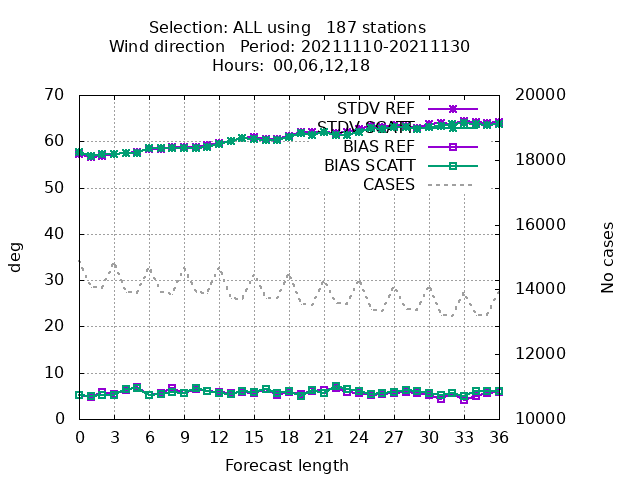 Selection: ALL using   187 stations
Wind direction   Period: 20211110-20211130
Hours:  00,06,12,18
70
60
50
40
30
20
10
0
deg
20000
18000
16000
14000
12000
10000
No cases
STDV REF
STDV SCATT
BIAS REF
BIAS SCATT
CASES
0 3 6 9 12 15 18 21 24 27 30 33 36
Forecast length